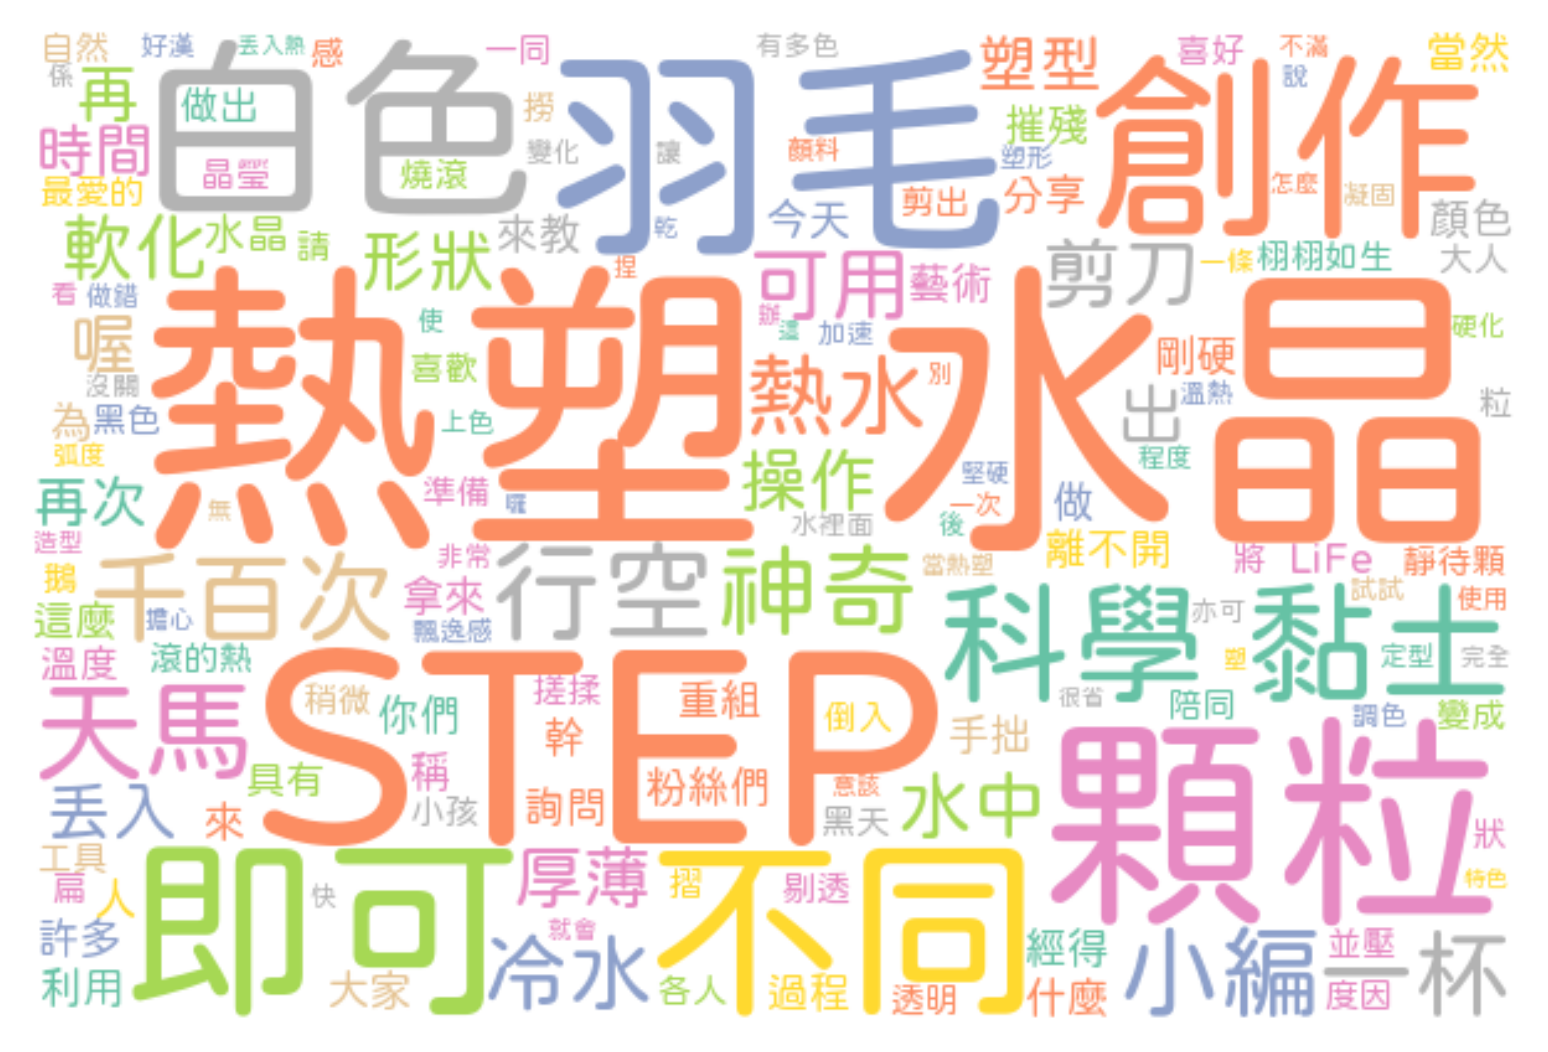 自然 好漢 丟入熱 感 一同 有多色 塑型 喜好 不滿 當然
係 再 白色 做出 撈 羽毛 摧殘 創作 說
時間 晶瑩 燒滾 變化 讓 顏料 塑形 怎麼 凝固
最愛的 剪出 分享 顏色
軟化 水晶 請 形狀 來教 乾 今天 剪刀 一條 栩栩如生 大人
看 做錯 捏 可用 藝術
喔 熱塑 使 辦 這 加速 水晶 剛硬 硬化
沒關 喜歡 熱水 別 溫熱
為 黑色 上色 出 粒
弧度 操作 堅硬 程度
再次 無 準備 囉 水裡面 一次 後 做
造型 非常 行空 神奇 當熱塑 離不開 將 LiFe 靜待顆
鵝 千百次 拿來 科學 亦可 黏土 試試 使用
這麼 擔心 飄逸感
溫度 滾的熱 塑 定型 完全
天馬 STEP 稍微 你們 搓揉 重組 倒入 手拙 很省 陪同 調色 變成
具有 稱 幹 粉絲們 意該 顆粒
丟入 來 小孩 詢問 黑天 水中 狀
工具 即可 厚薄 不同 摺 剔透 特色
扁 人 快
許多 就會 冷水 經得 小編 並壓 一杯
利用 大家 各人 過程 透明 什麼 度因